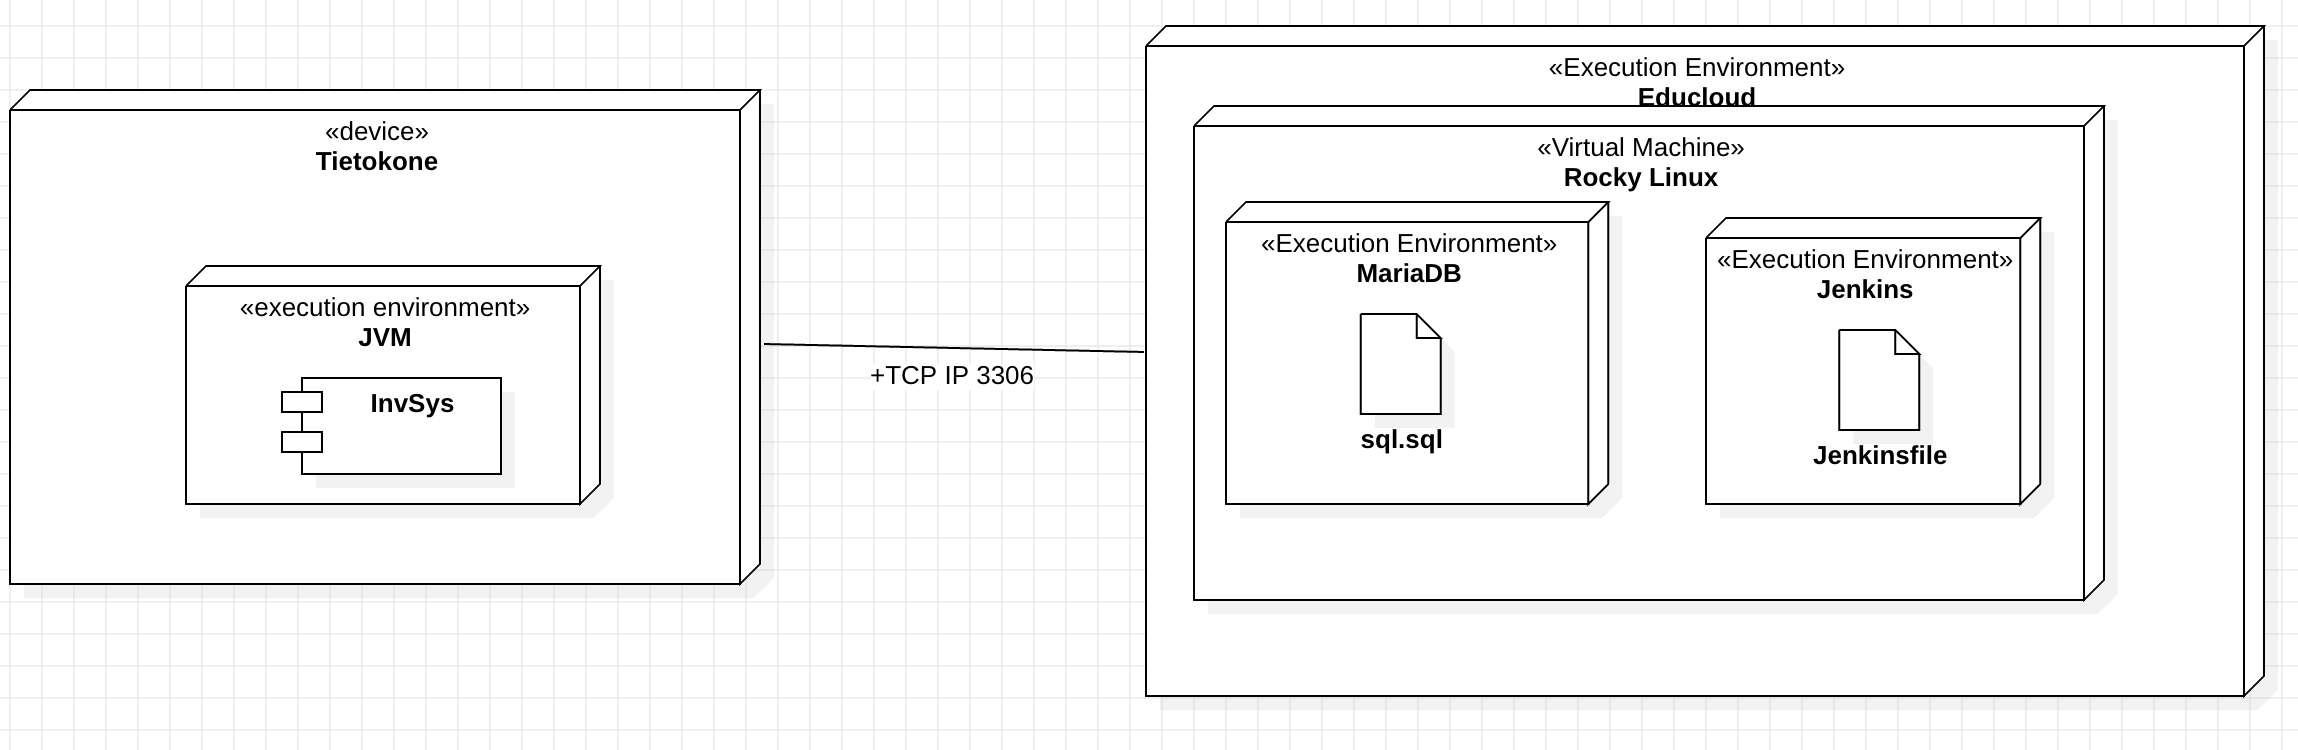 «device»
Tietokone
«execution environment»
JVM
InvSys
+TCP IP 3306
«Execution Environment»
Educloud
«Virtual Machine»
Rocky Linux
«Execution Environment»
MariaDB
sql.sql
«Execution Environment»
Jenkins
Jenkinsfile